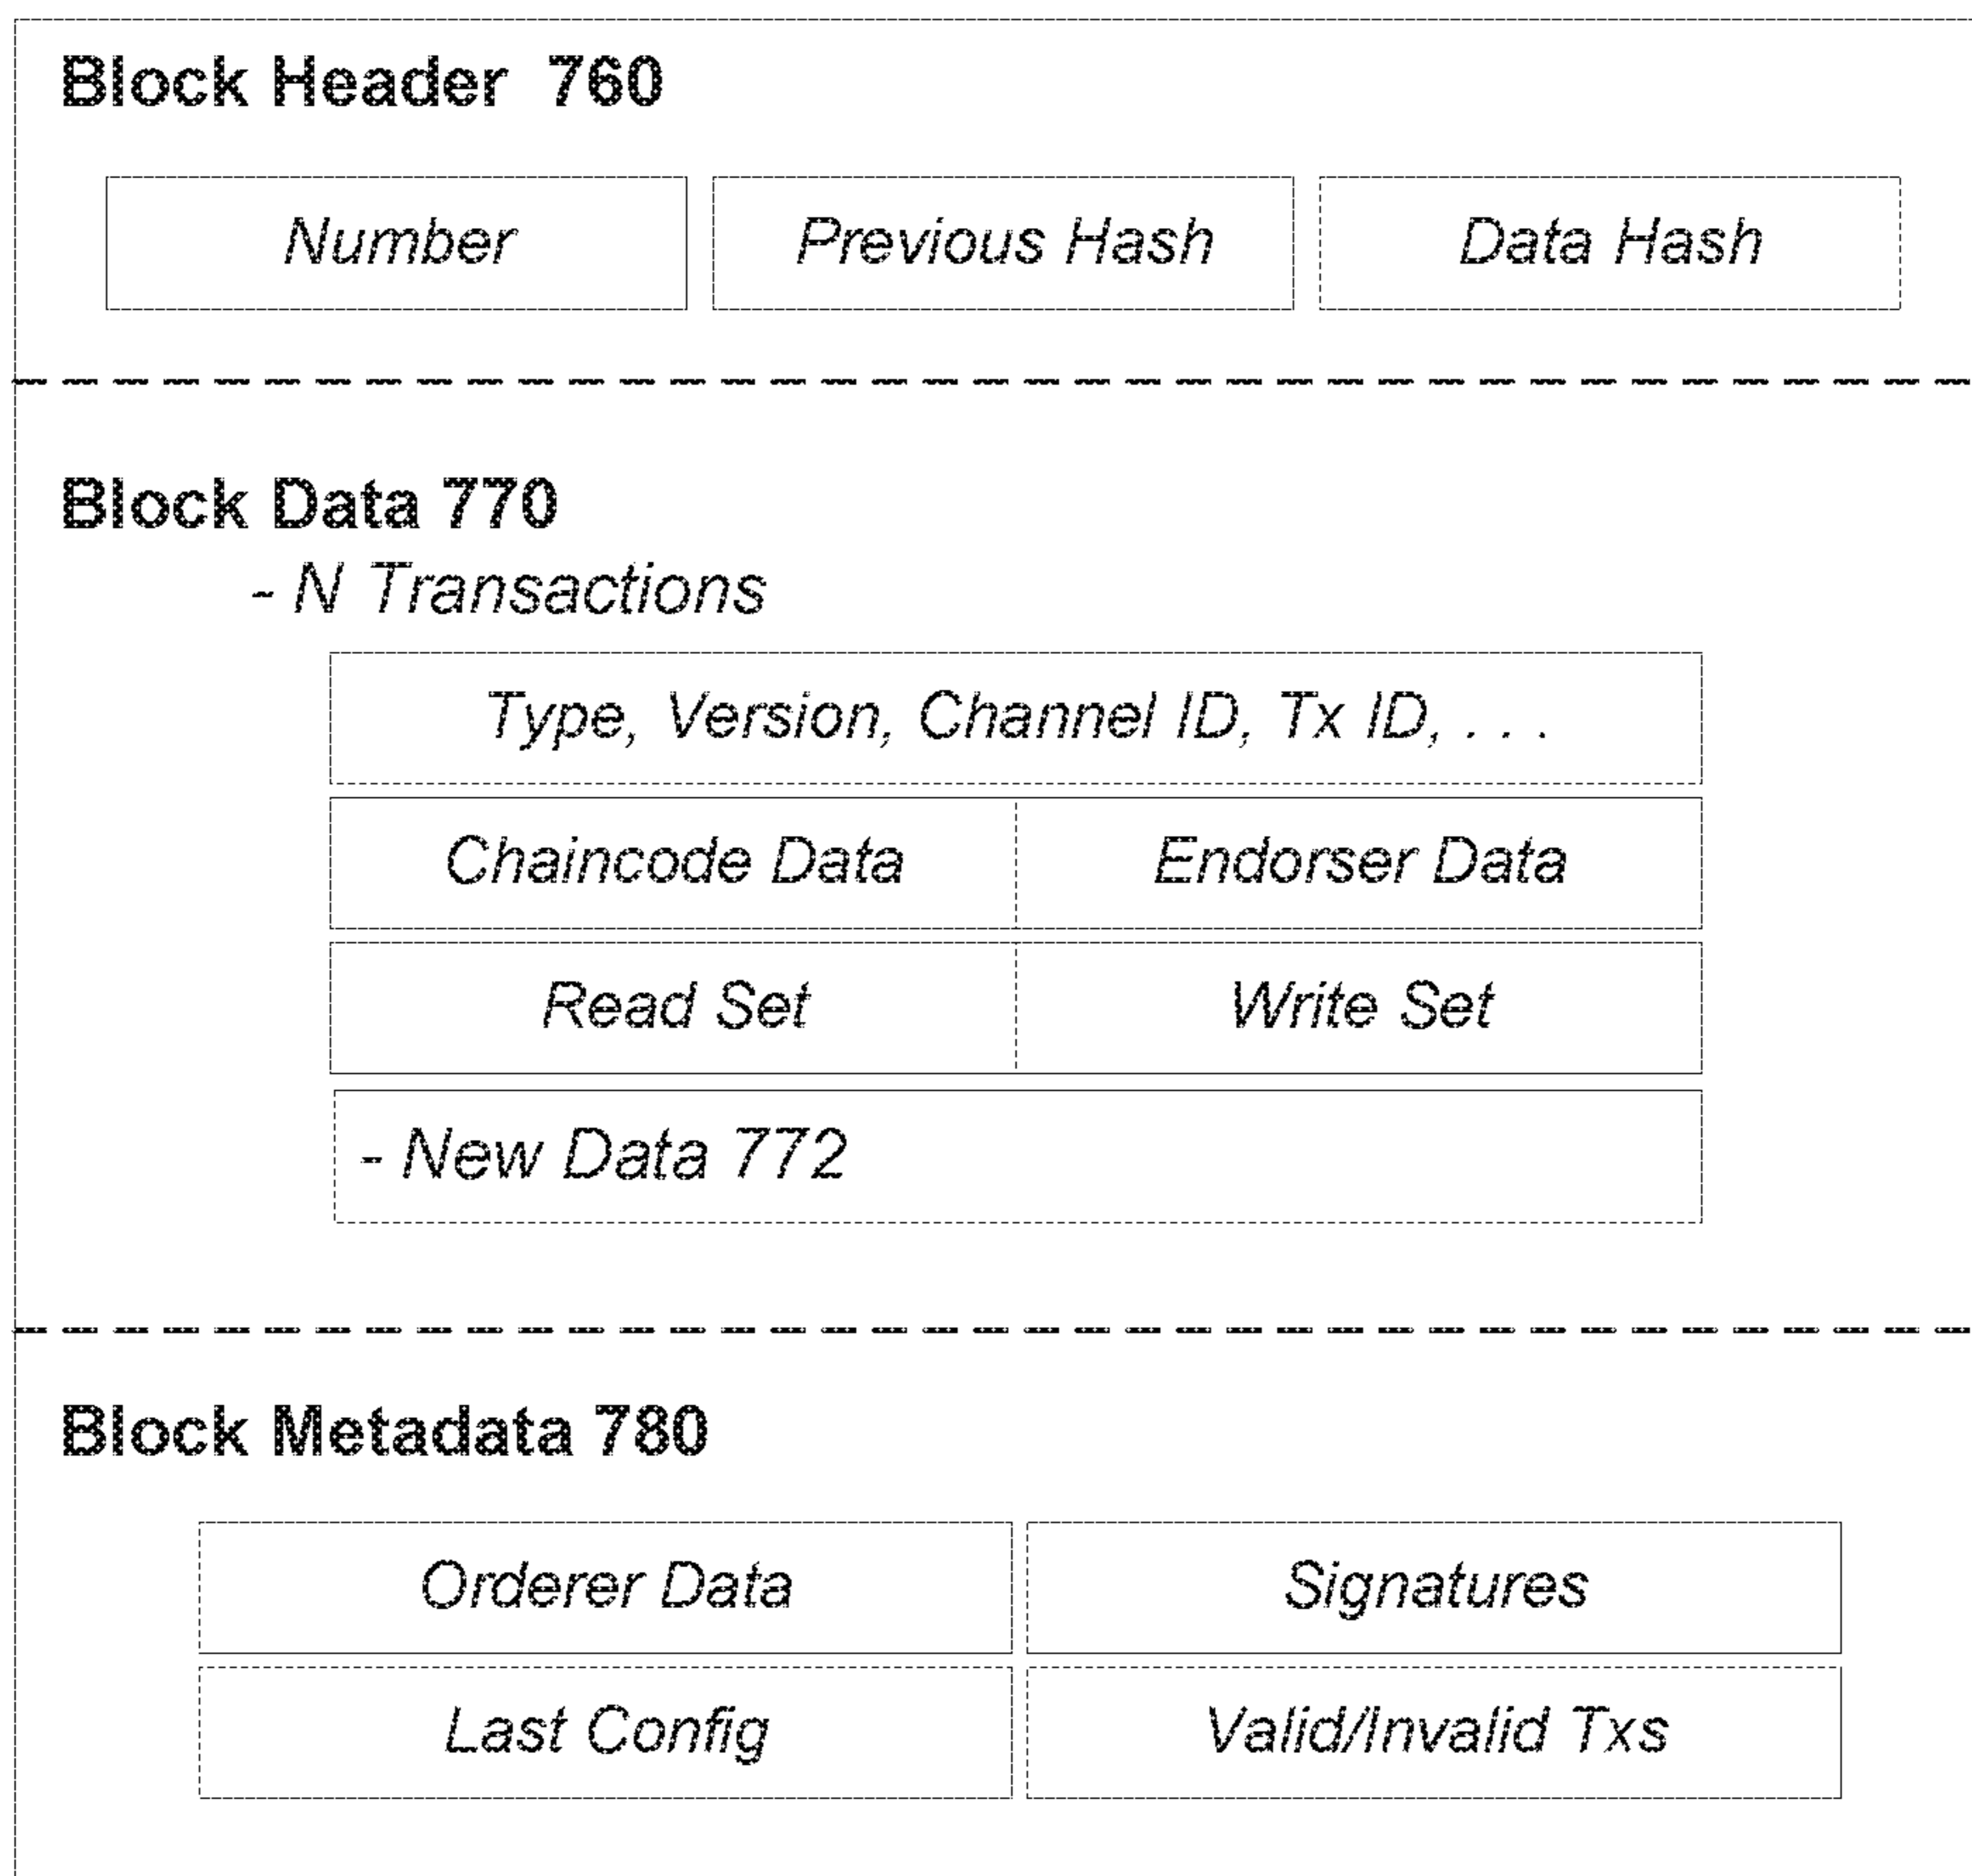 Block Header 760
Number Previous Hash Data Hash
Block Data 770
- N Transactions
Type, Version, Channel ID, Tx ID, . . .
Chaincode Data Endorser Data
Read Set Write Set
- New Data 772
Block Metadata 780
Orderer Data Signatures
Last Config Valid/Invalid Txs